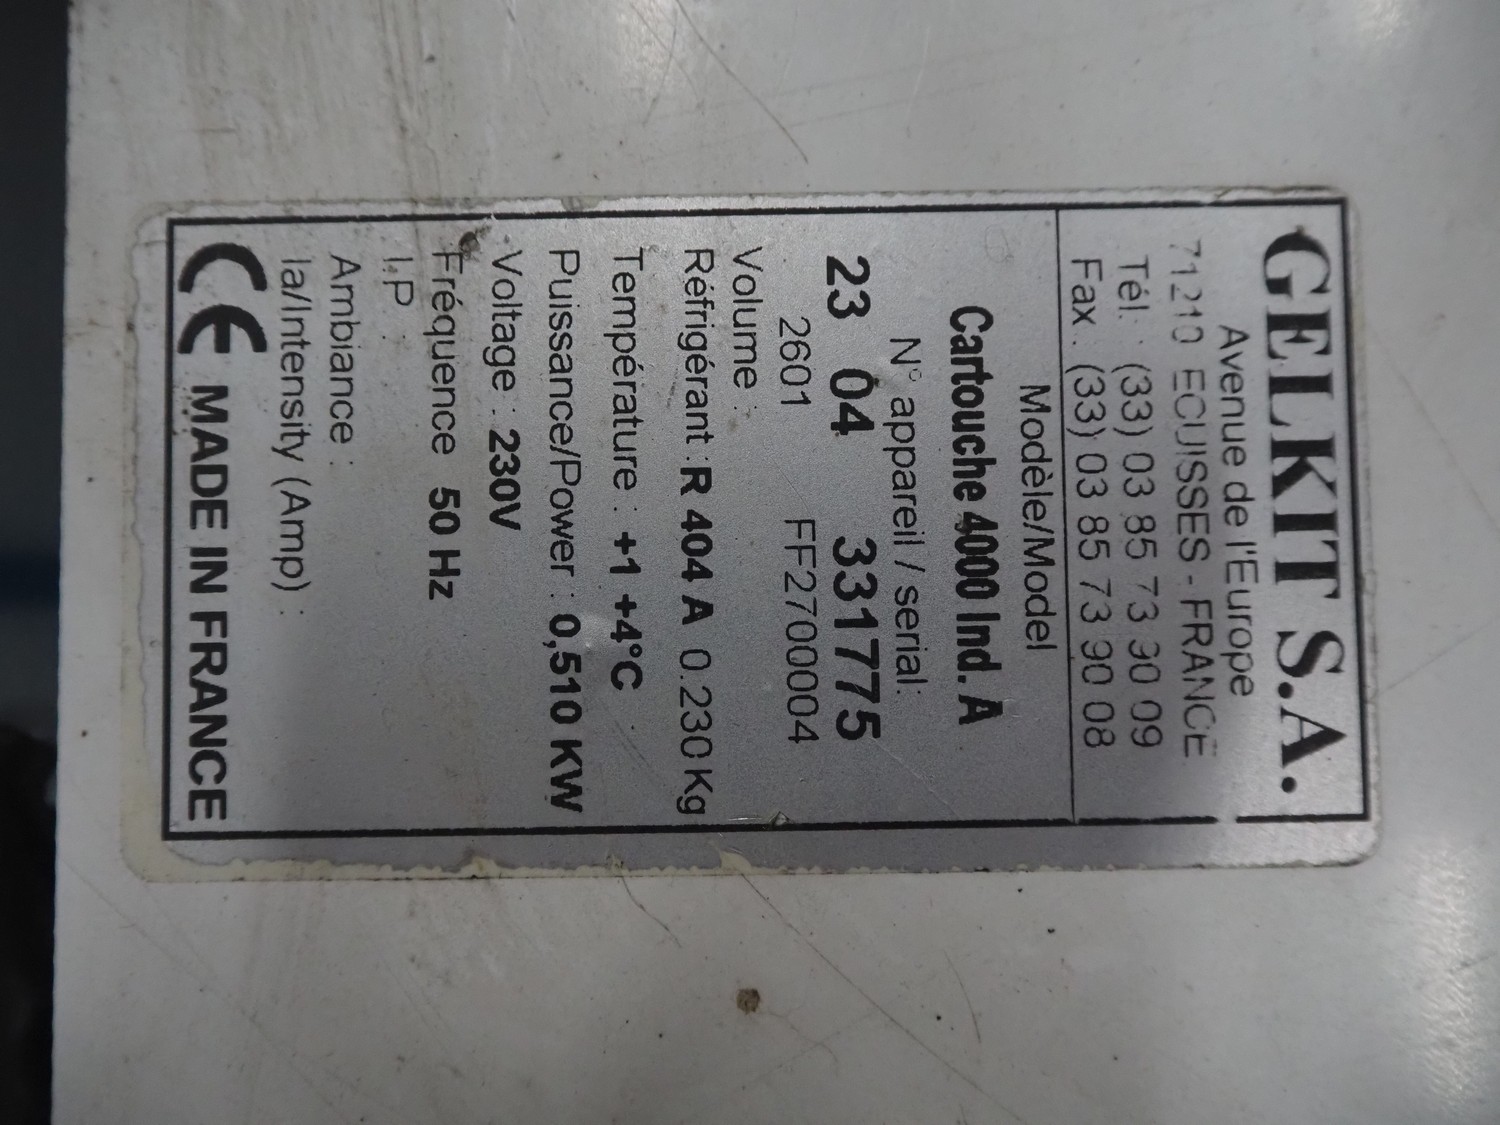 GELKIT S.A.
Avenue de l'Europe
71210 ECUISSES - FRANCE
Tél. : (33) 03 85 73 90 09
Fax : (33) 03 85 73 90 08
Modèle/Model
Cartouche 4000 Ind. A
N° appareil / serial:
23 04 331775
2601 FF2700004
Volume :
Réfrigérant : R 404 A 0.230 Kg
Température : +1 +4°C
Puissance/Power : 0,510 KW
Voltage : 230V
Fréquence 50 Hz
I.P :
Ambiance :
Ia/Intensity (Amp) :
CE MADE IN FRANCE